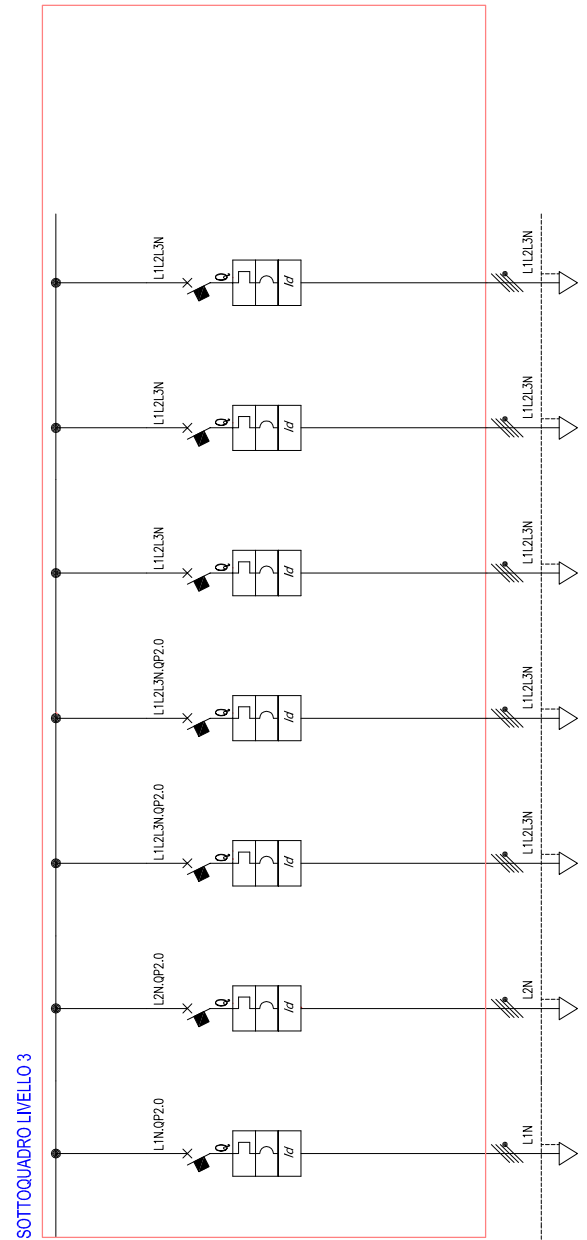 SOTTOQUADRO LIVELLO 3
L1N.QP2.0
L2N.QP2.0
L1L2L3N.QP2.0
L1L2L3N.QP2.0
L1L2L3N
L1L2L3N
L1L2L3N
Q
Q
Q
Q
Q
Q
Q
Id
Id
Id
Id
Id
Id
Id
L1N
L2N
L1L2L3N
L1L2L3N
L1L2L3N
L1L2L3N
L1L2L3N